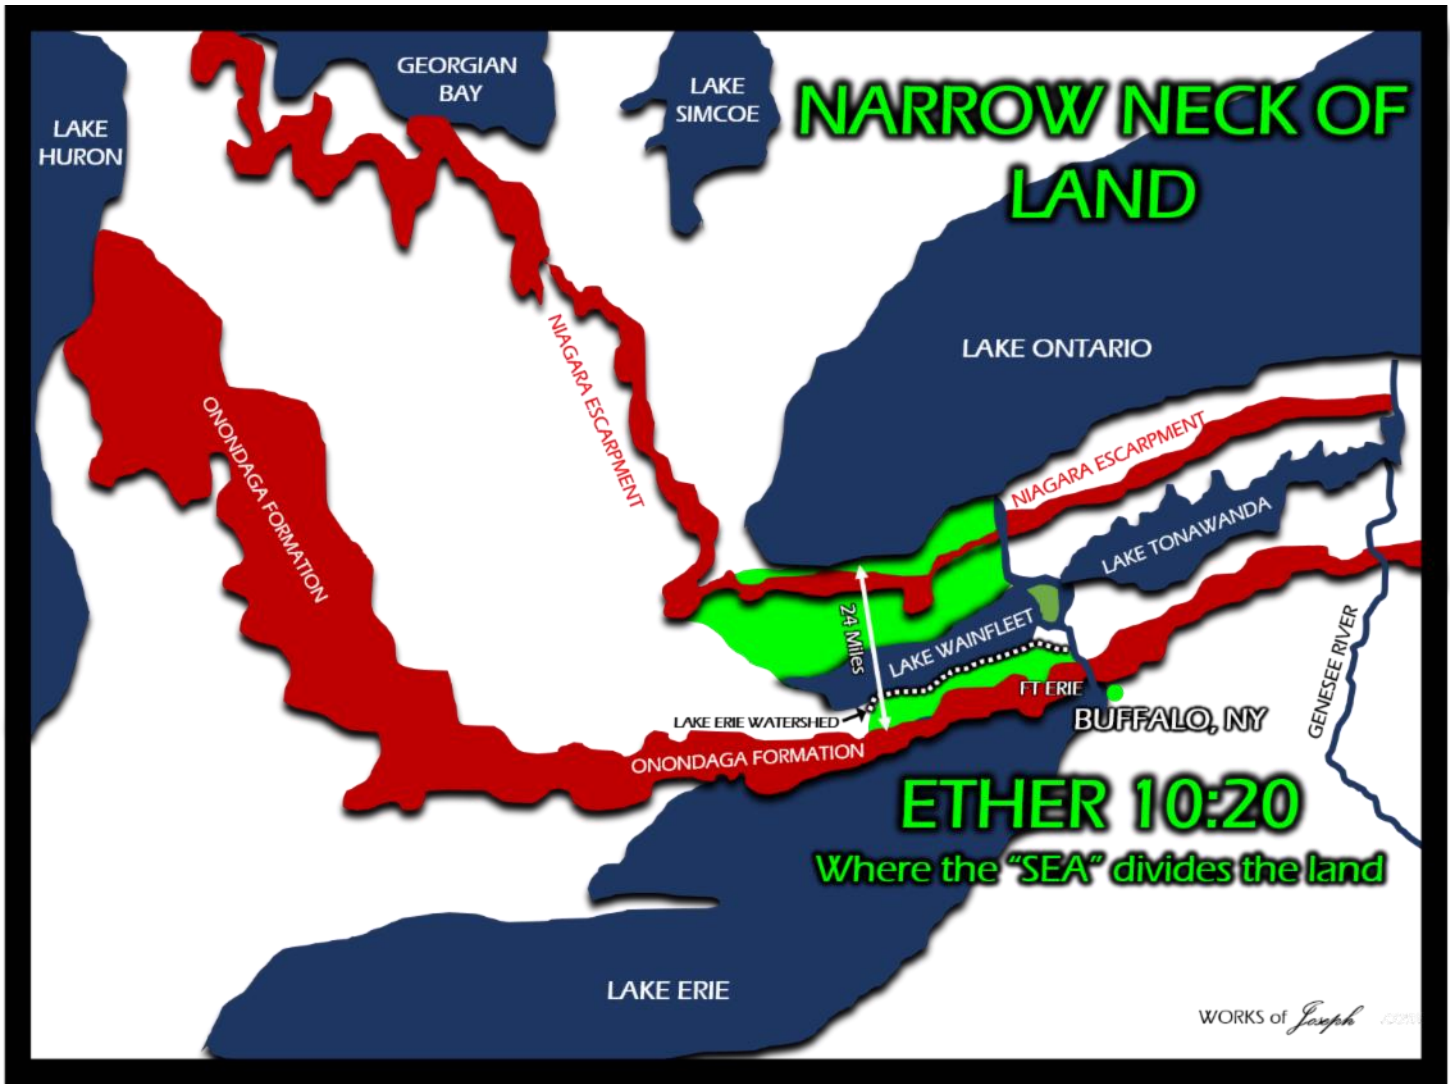 GEORGIAN
BAY
LAKE
SIMCOE
LAKE
HURON
NARROW NECK OF
LAND
LAKE ONTARIO
NIAGARA ESCARPMENT
NIAGARA ESCARPMENT
ONONDAGA FORMATION
LAKE TONAWANDA
24 Miles
LAKE WAINFLEET
GENESEE RIVER
FT ERIE
LAKE ERIE WATERSHED
BUFFALO, NY
ONONDAGA FORMATION
ETHER 10:20
Where the “SEA” divides the land
LAKE ERIE
WORKS of Joseph .com